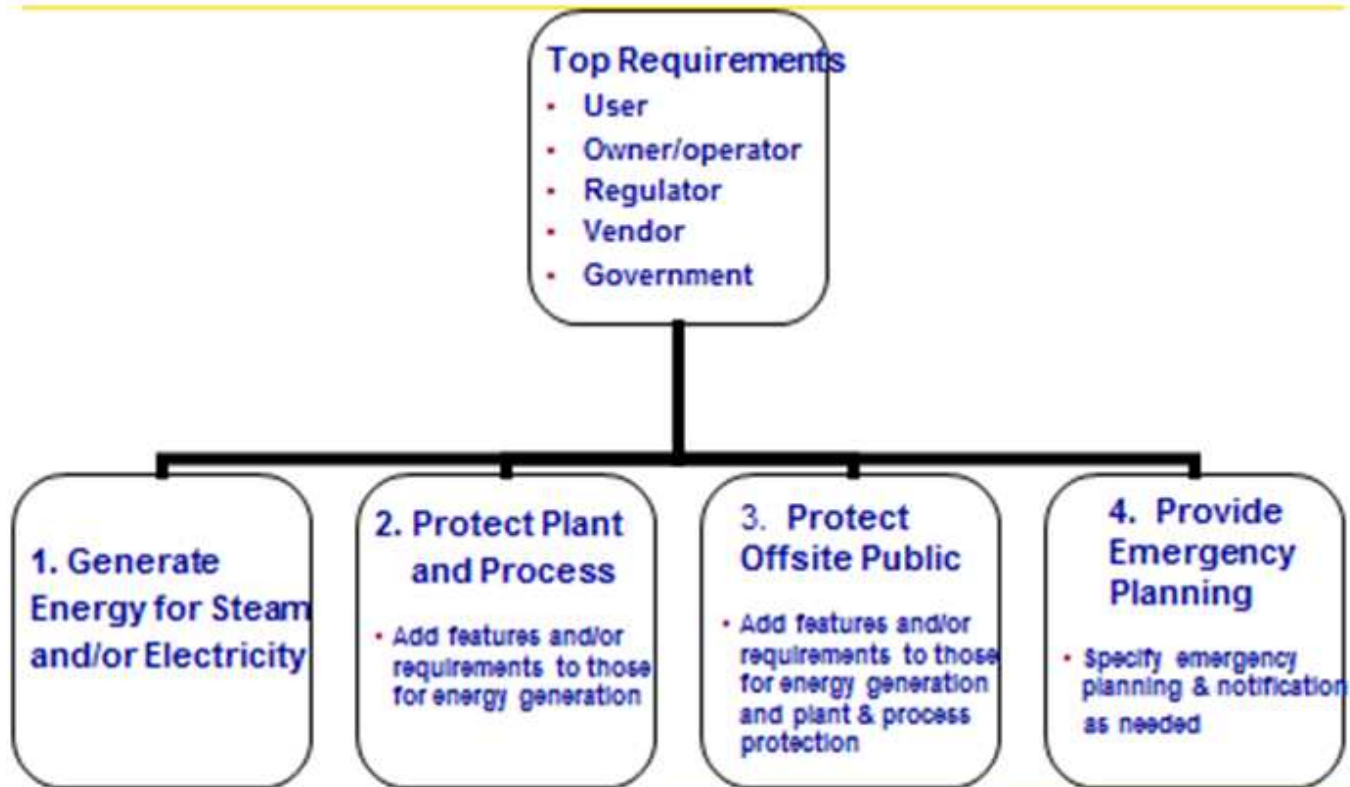 Top Requirements
• User
• Owner/operator
• Regulator
• Vendor
• Government
1. Generate
Energy for Steam
and/or Electricity
2. Protect Plant
and Process
• Add features and/or
requirements to those
for energy generation
3. Protect
Offsite Public
• Add features and/or
requirements to those
for energy generation
and plant & process
protection
4. Provide
Emergency
Planning
• Specify emergency
planning & notification
as needed